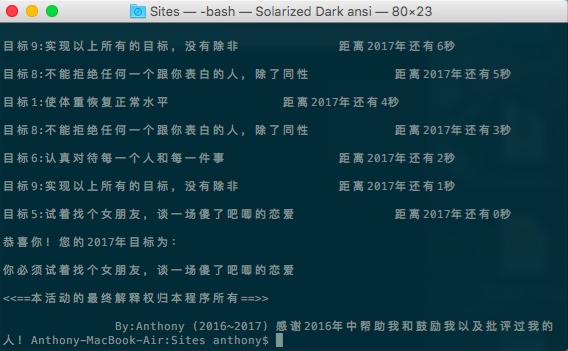 Sites — -bash — Solarized Dark ansi — 80×23
目标9:实现以上所有的目标，没有除非 距离2017年还有6秒
目标8:不能拒绝任何一个跟你表白的人，除了同性 距离2017年还有5秒
目标1:使体重恢复正常水平 距离2017年还有4秒
目标8:不能拒绝任何一个跟你表白的人，除了同性 距离2017年还有3秒
目标6:认真对待每一个人和每一件事 距离2017年还有2秒
目标9:实现以上所有的目标，没有除非 距离2017年还有1秒
目标5:试着找个女朋友，谈一场傻了吧唧的恋爱 距离2017年还有0秒
恭喜你！您的2017年目标为：
你必须试着找个女朋友，谈一场傻了吧唧的恋爱
<<==本活动的最终解释权归本程序所有==>>
By:Anthony (2016~2017) 感谢2016年中帮助我和鼓励我以及批评过我的
人！Anthony-MacBook-Air:Sites anthony$